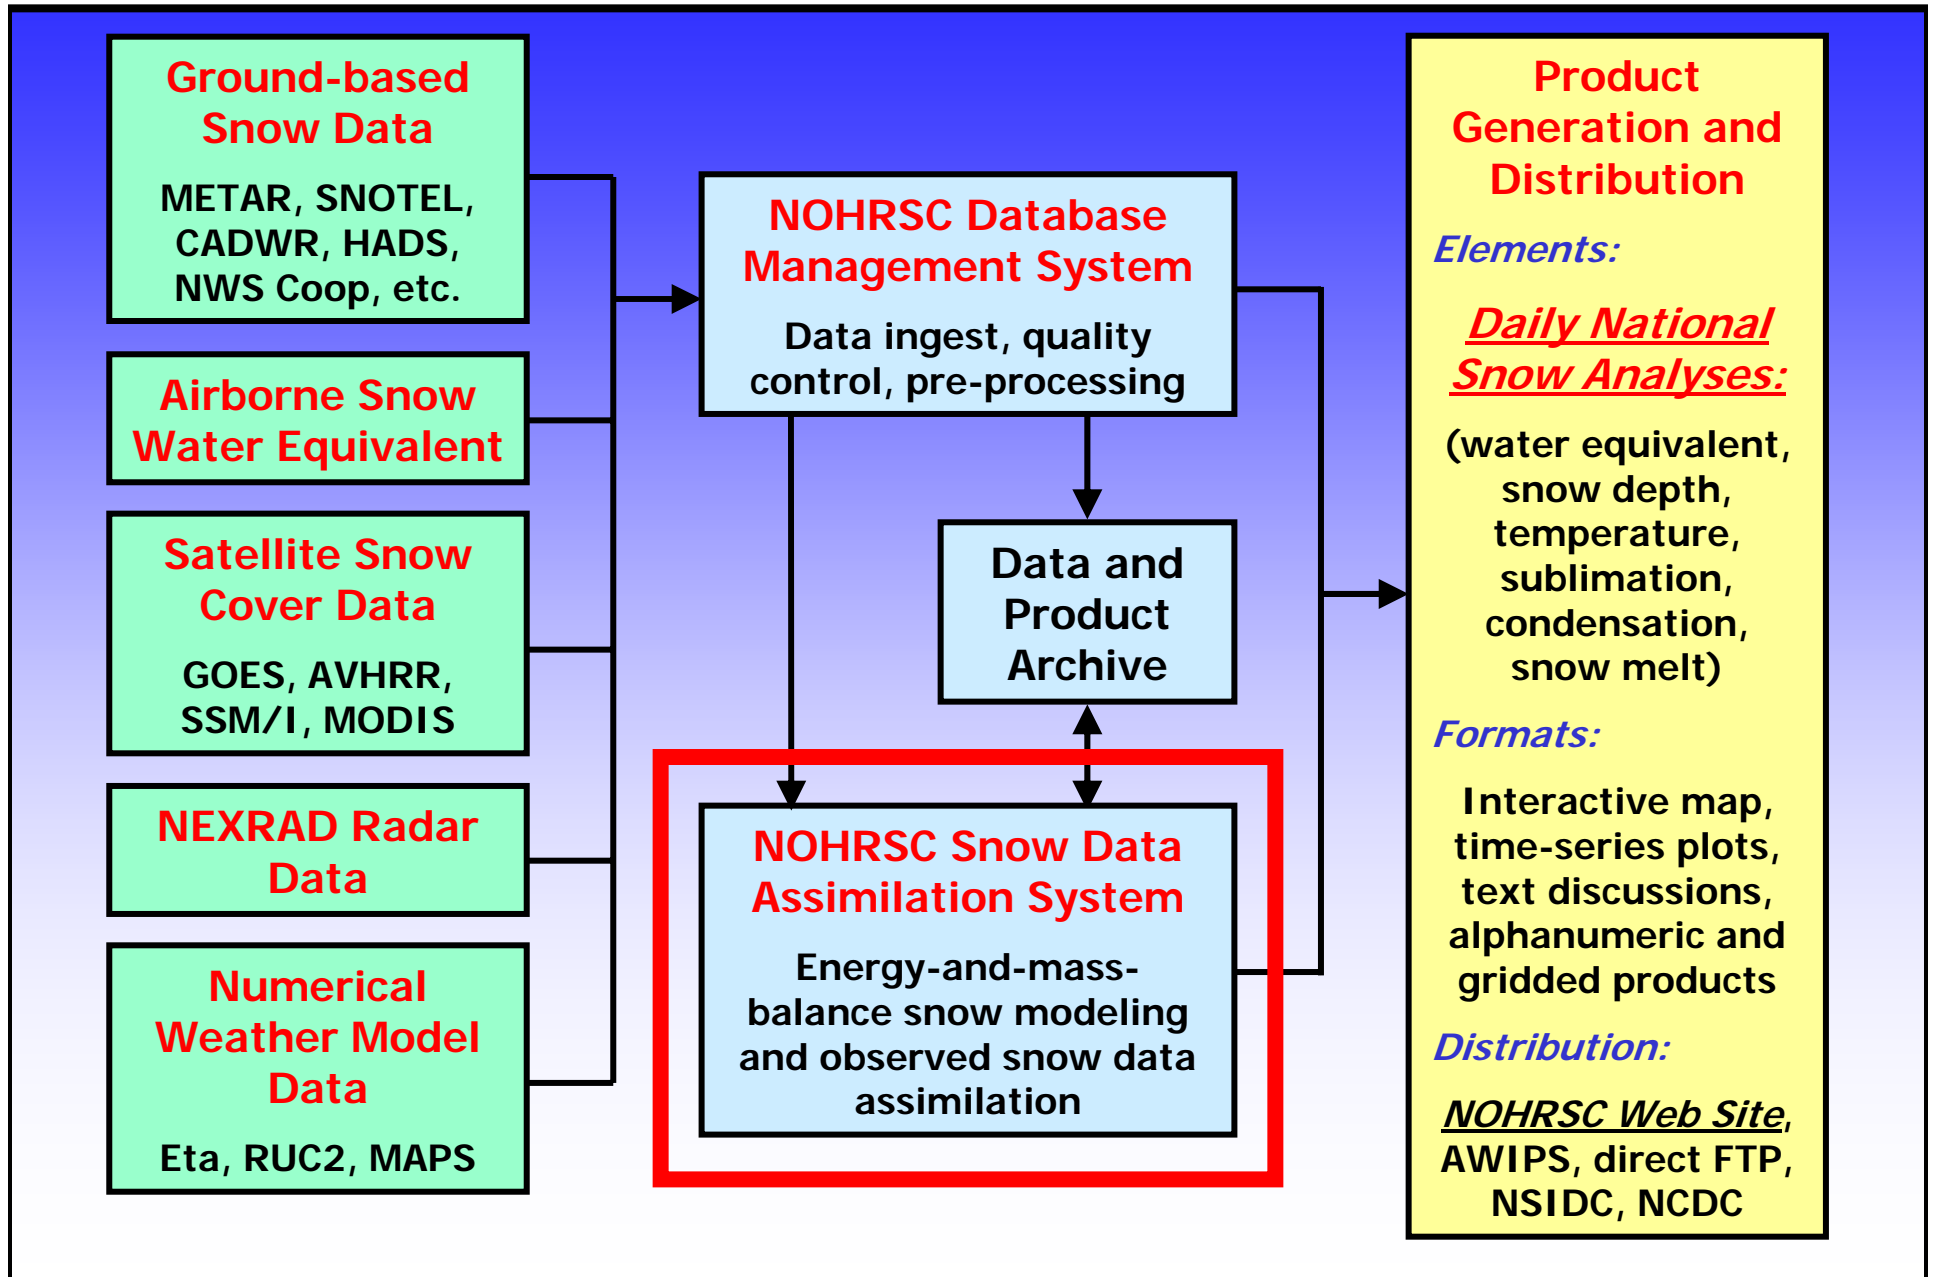 Ground-based
Snow Data
METAR, SNOTEL,
CADWR, HADS,
NWS Coop, etc.
Airborne Snow
Water Equivalent
Satellite Snow
Cover Data
GOES, AVHRR,
SSM/I, MODIS
NEXRAD Radar
Data
Numerical
Weather Model
Data
Eta, RUC2, MAPS
NOHRSC Database
Management System
Data ingest, quality
control, pre-processing
Data and
Product
Archive
NOHRSC Snow Data
Assimilation System
Energy-and-mass-
balance snow modeling
and observed snow data
assimilation
Product
Generation and
Distribution
Elements:
Daily National
Snow Analyses:
(water equivalent,
snow depth,
temperature,
sublimation,
condensation,
snow melt)
Formats:
Interactive map,
time-series plots,
text discussions,
alphanumeric and
gridded products
Distribution:
NOHRSC Web Site,
AWIPS, direct FTP,
NSIDC, NCDC